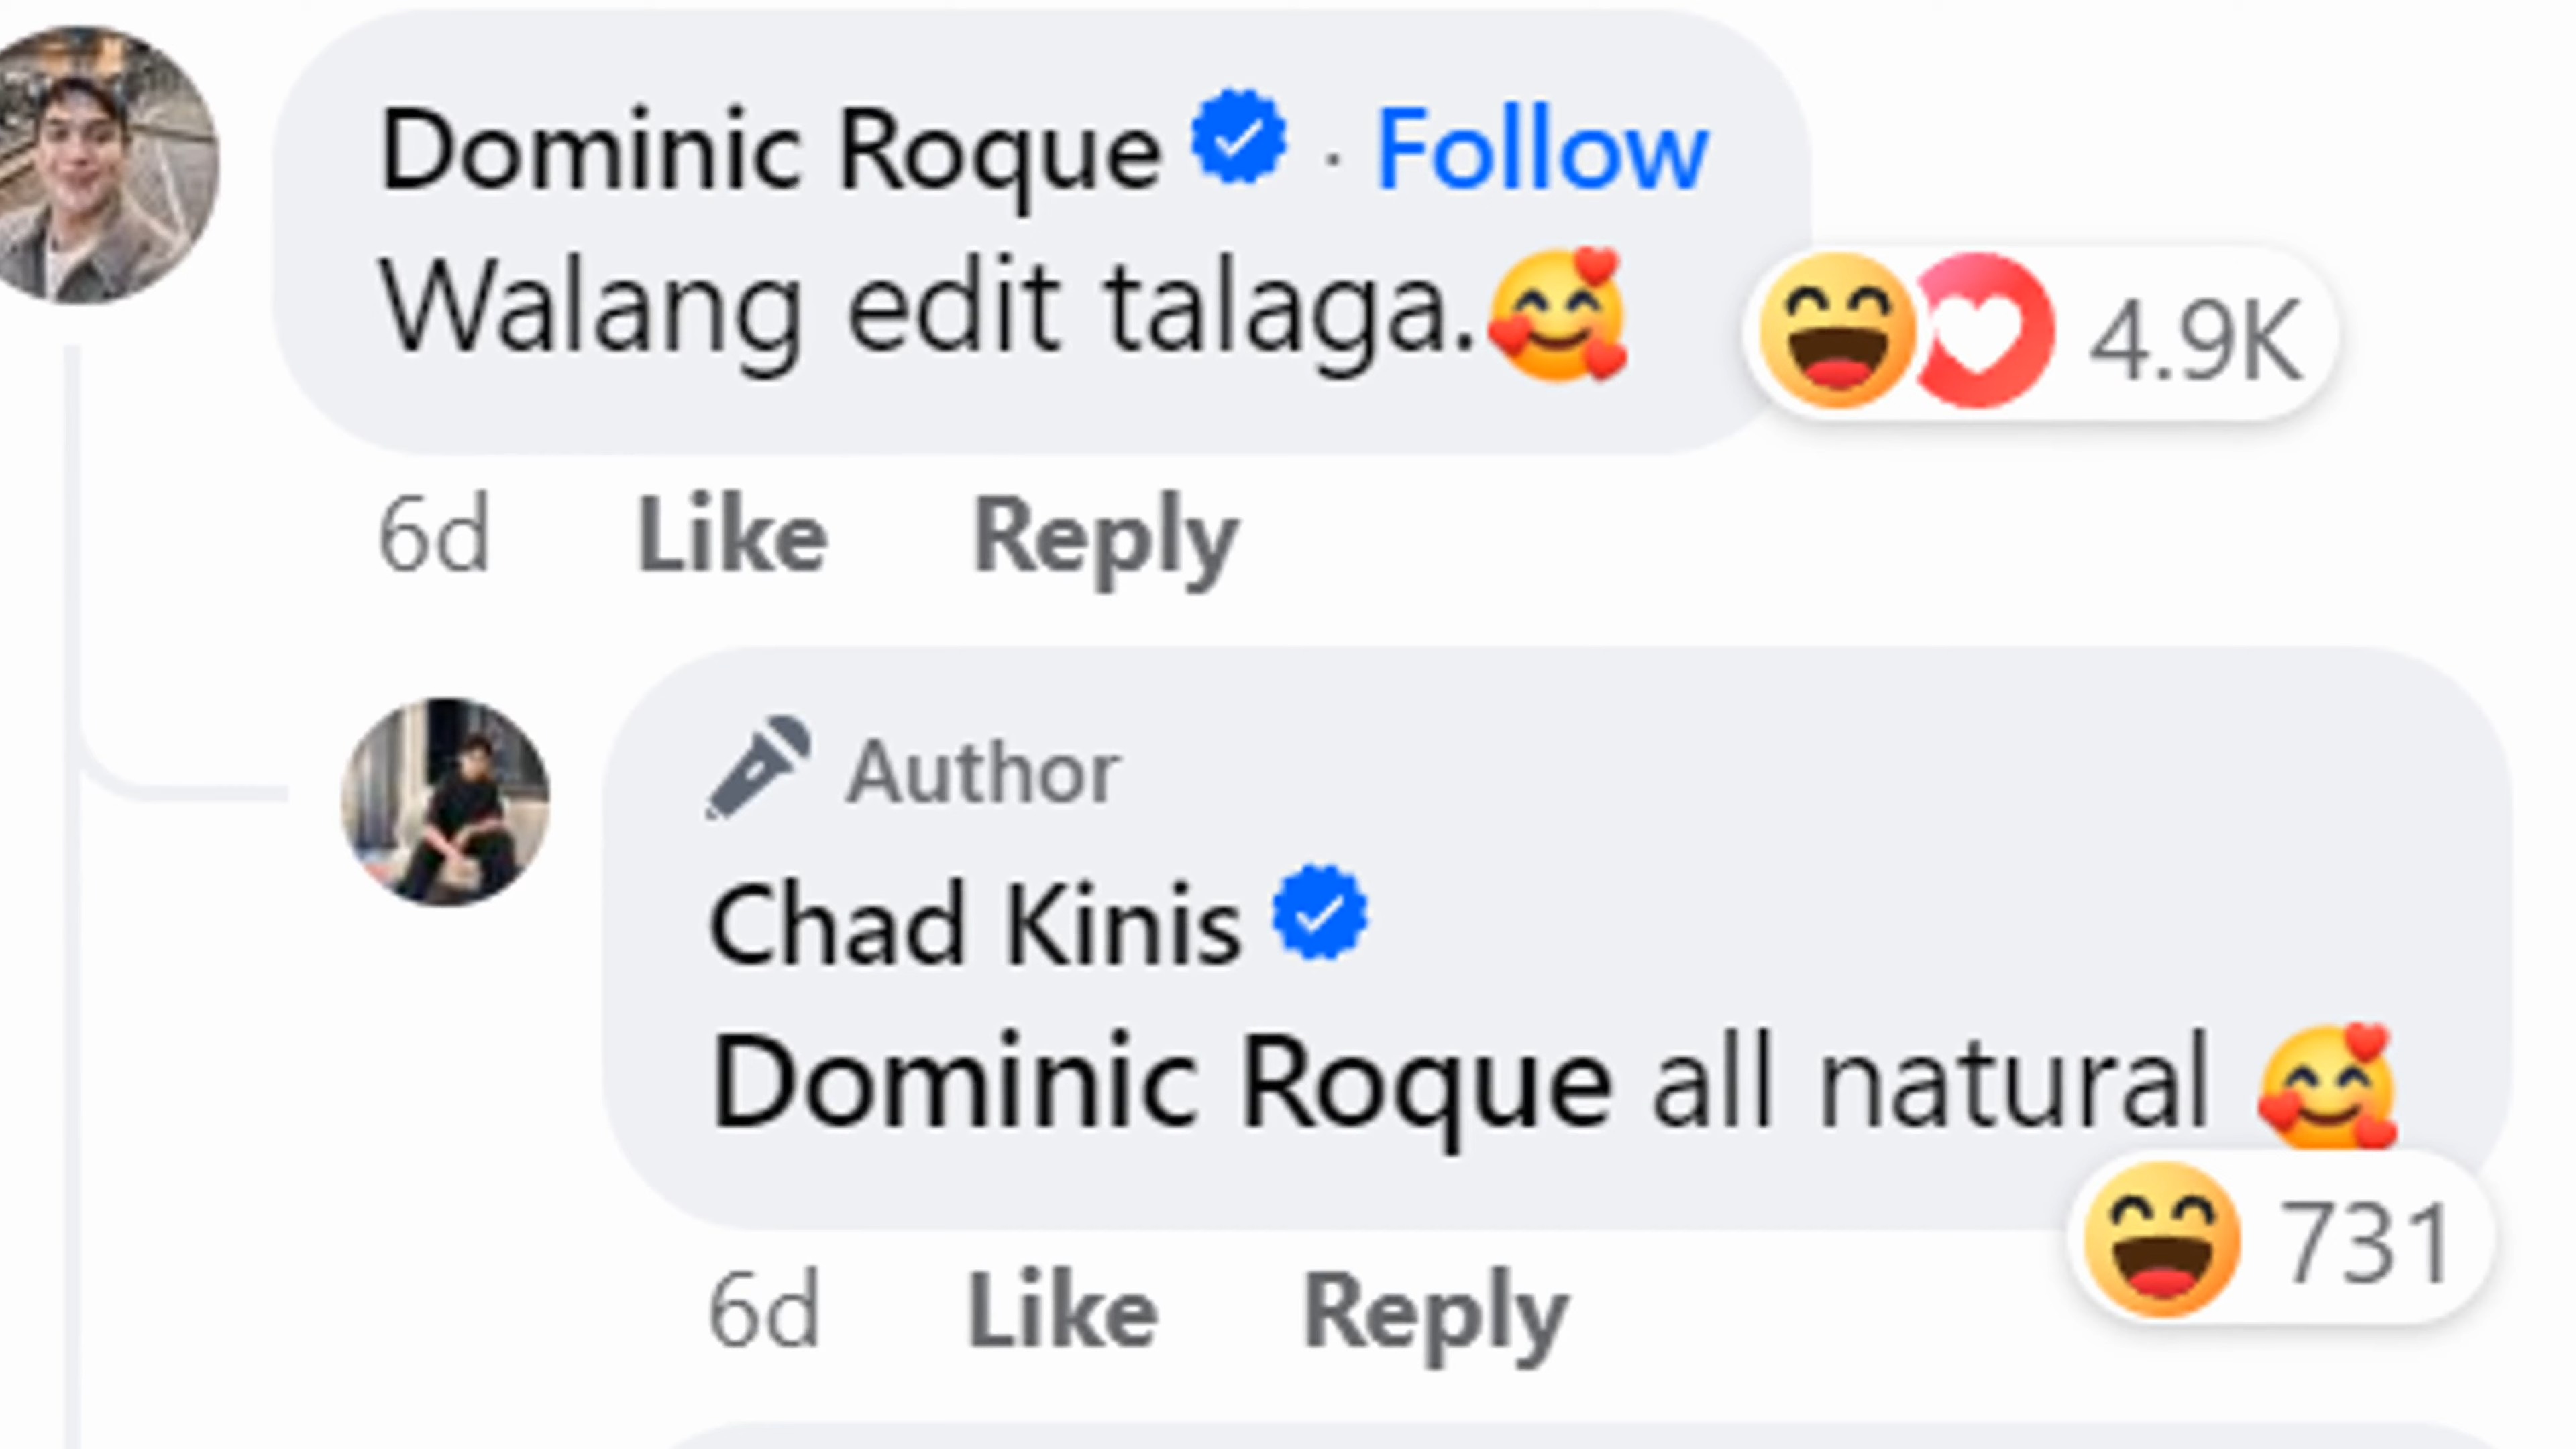 Dominic Roque · Follow
Walang edit talaga.🥰
4.9K
6d Like Reply
Author
Chad Kinis
Dominic Roque all natural 🥰
731
6d Like Reply